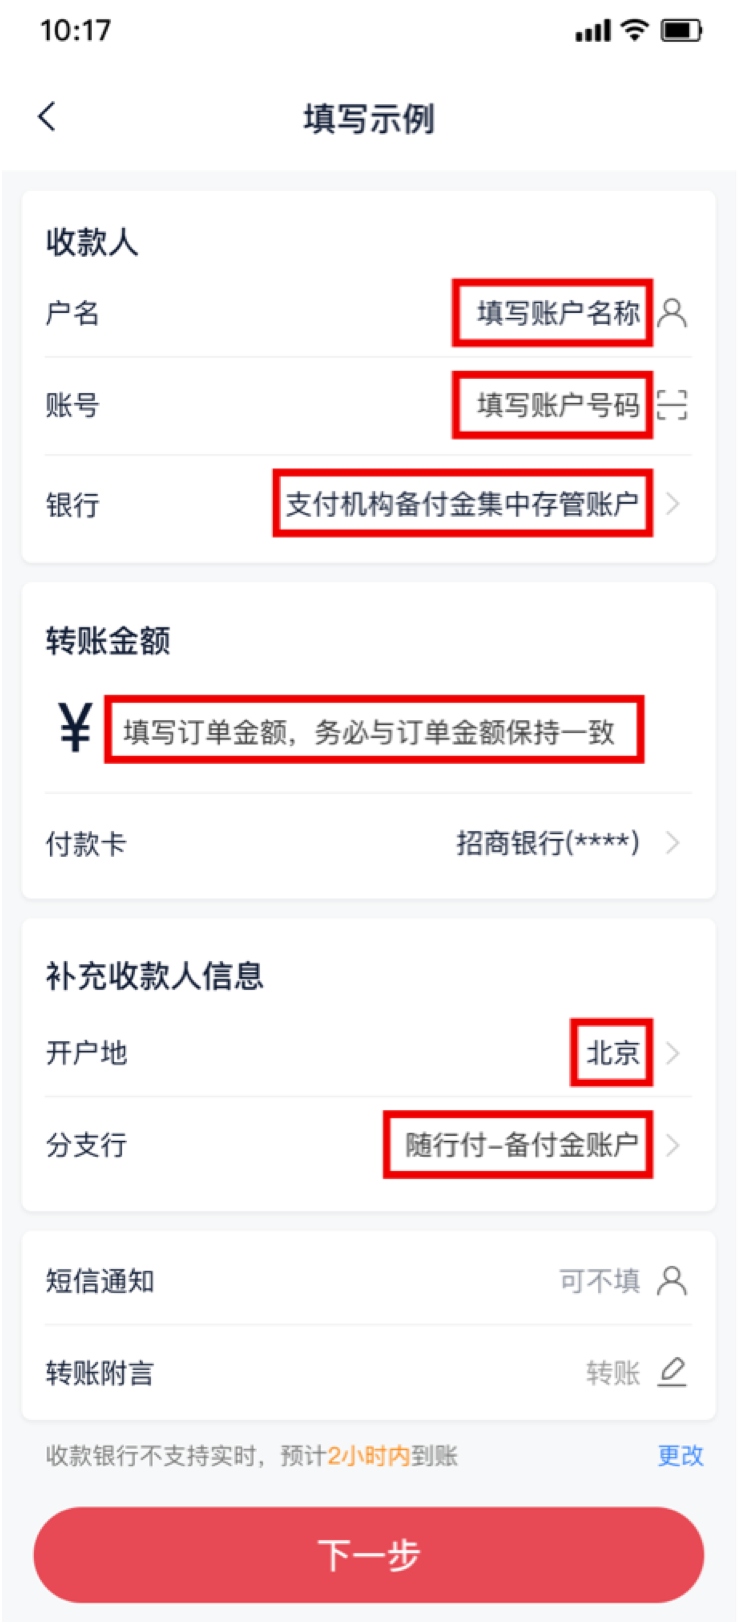 10:17
填写示例
收款人
户名 填写账户名称
账号 填写账户号码
银行 支付机构备付金集中存管账户
转账金额
¥ 填写订单金额，务必与订单金额保持一致
付款卡 招商银行(****)
补充收款人信息
开户地 北京
分支行 随行付-备付金账户
短信通知 可不填
转账附言 转账
收款银行不支持实时，预计2小时内到账 更改
下一步